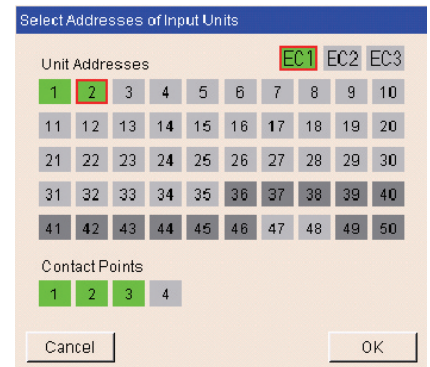 Select Addresses of Input Units
EC1 EC2 EC3
Unit Addresses
1 2 3 4 5 6 7 8 9 10
11 12 13 14 15 16 17 18 19 20
21 22 23 24 25 26 27 28 29 30
31 32 33 34 35 36 37 38 39 40
41 42 43 44 45 46 47 48 49 50
Contact Points
1 2 3 4
Cancel OK